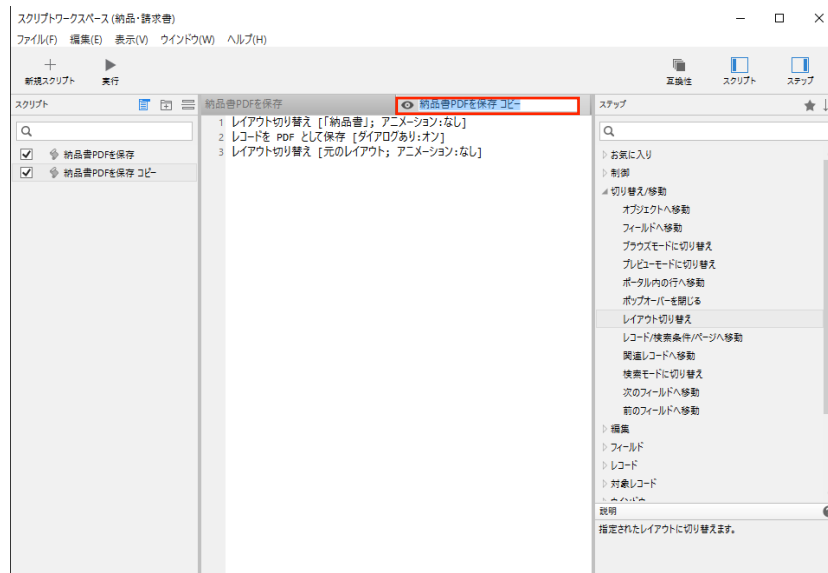 スクリプトワークスペース (納品・請求書)
ファイル(F) 編集(E) 表示(V) ウインドウ(W) ヘルプ(H)
新規スクリプト 実行 互換性 スクリプト ステップ
スクリプト
納品書PDFを保存
納品書PDFを保存 コピー
納品書PDFを保存
納品書PDFを保存 コピー
1 レイアウト切り替え [「納品書」; アニメーション:なし]
2 レコードを PDF として保存 [ダイアログあり:オン]
3 レイアウト切り替え [元のレイアウト; アニメーション:なし]
ステップ
お気に入り
制御
切り替え/移動
オブジェクトへ移動
フィールドへ移動
ブラウズモードに切り替え
プレビューモードに切り替え
ポータル内の行へ移動
ポップオーバーを閉じる
レイアウト切り替え
レコード/検索条件/ページへ移動
関連レコードへ移動
検索モードに切り替え
次のフィールドへ移動
前のフィールドへ移動
編集
フィールド
レコード
対象レコード
ウインドウ
説明
指定されたレイアウトに切り替えます。